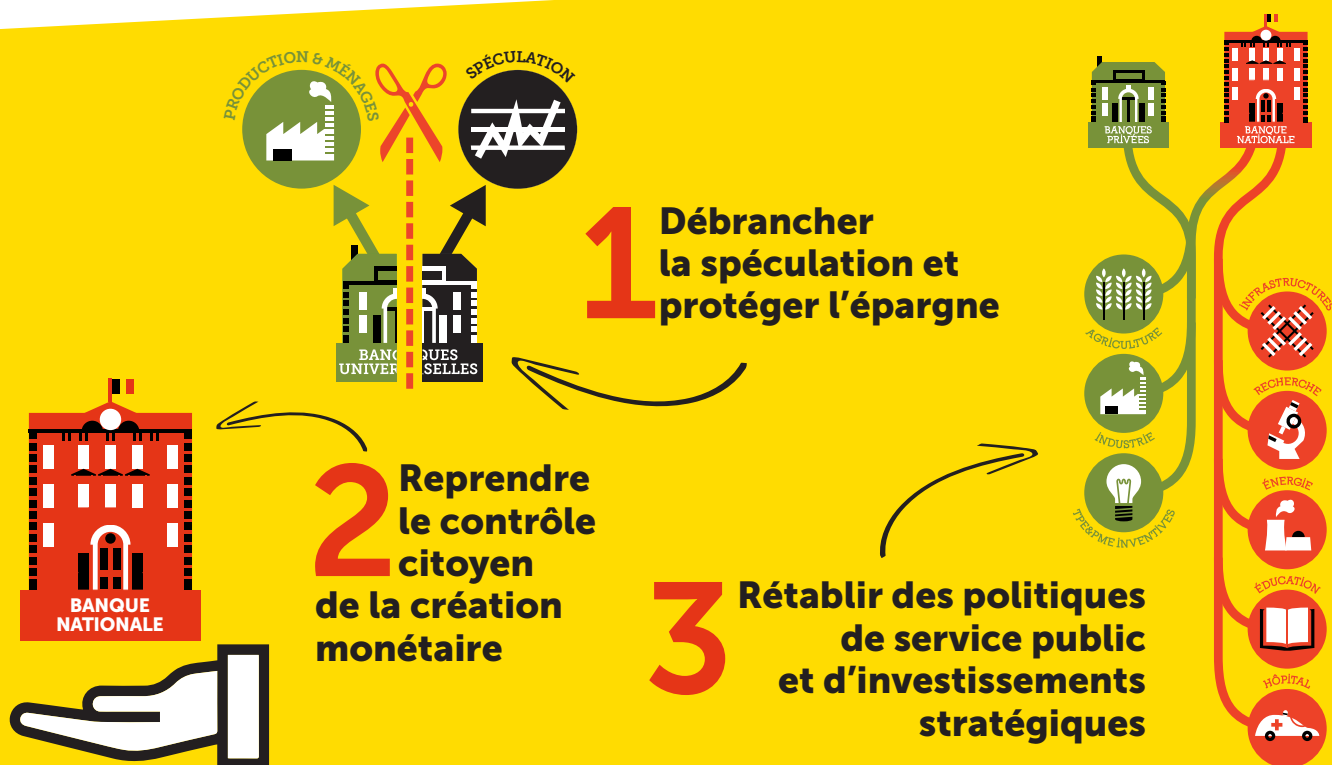 PRODUCTION & MÉNAGES
SPÉCULATION
BANQUES
UNIVERSELLES
1
Débrancher
la spéculation et
protéger l’épargne
BANQUE
NATIONALE
2
Reprendre
le contrôle
citoyen
de la création
monétaire
3
Rétablir des politiques
de service public
et d’investissements
stratégiques
BANQUES
PRIVÉES
BANQUE
NATIONALE
AGRICULTURE
INDUSTRIE
TPE&PME INVENTIVES
INFRASTRUCTURES
RECHERCHE
ÉNERGIE
ÉDUCATION
HÔPITAL